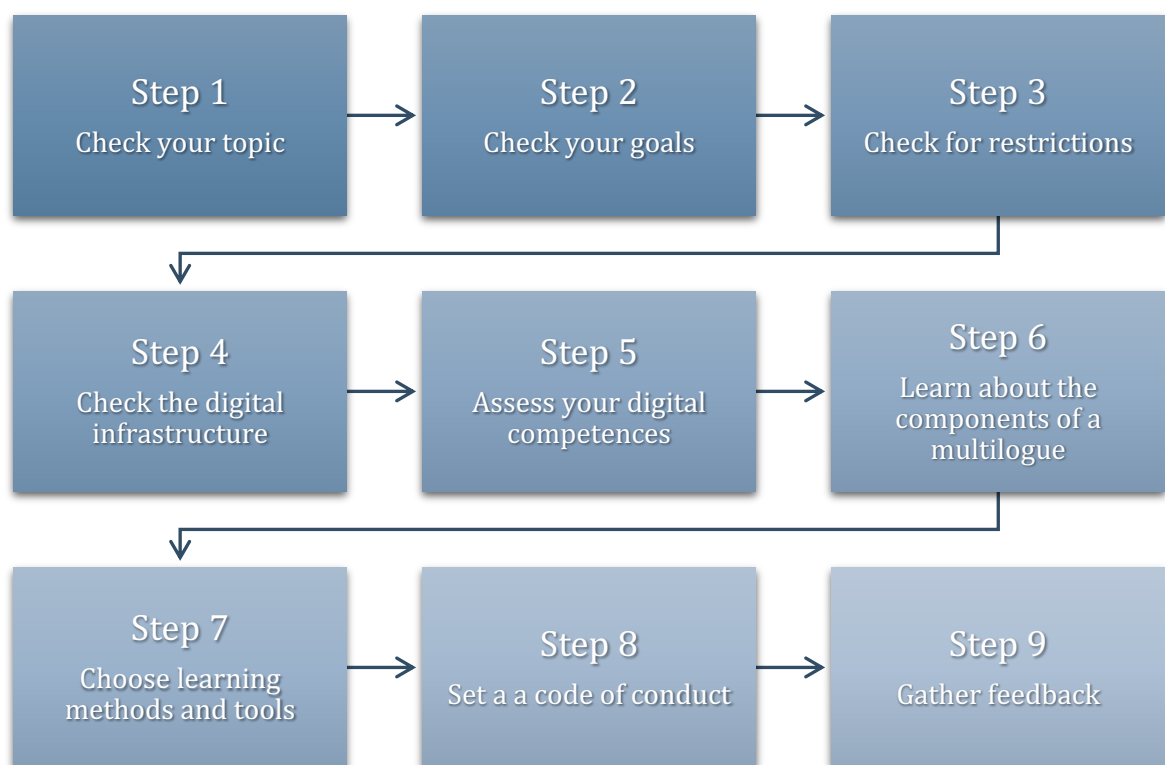 Step 1
Check your topic
Step 2
Check your goals
Step 3
Check for restrictions
Step 4
Check the digital
infrastructure
Step 5
Assess your digital
competences
Step 6
Learn about the
components of a
multilogue
Step 7
Choose learning
methods and tools
Step 8
Set a a code of conduct
Step 9
Gather feedback